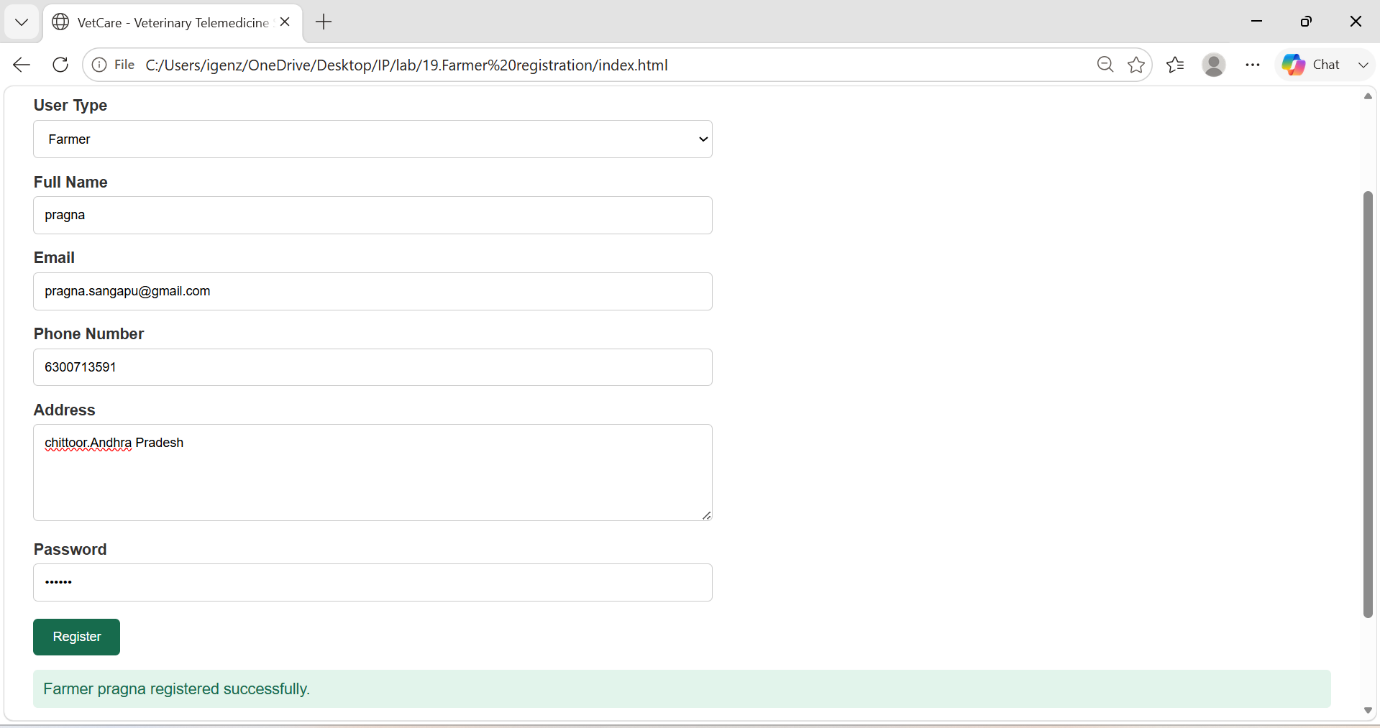 VetCare - Veterinary Telemedicine
File C:/Users/igenz/OneDrive/Desktop/IP/lab/19.Farmer%20registration/index.html
Chat
User Type
Farmer
Full Name
pragna
Email
pragna.sangapu@gmail.com
Phone Number
6300713591
Address
chittoor.Andhra Pradesh
Password
••••••
Register
Farmer pragna registered successfully.